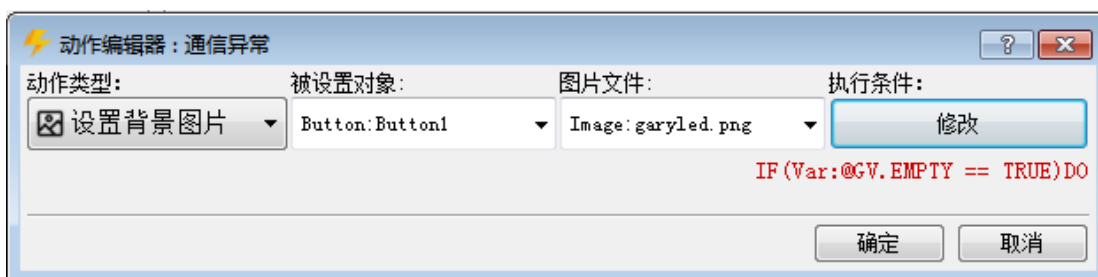 动作编辑器：通信异常
动作类型： 被设置对象： 图片文件： 执行条件：
设置背景图片 Button:Button1 Image:garyled.png 修改
IF(Var:@GV.EMPTY == TRUE)DO
确定 取消